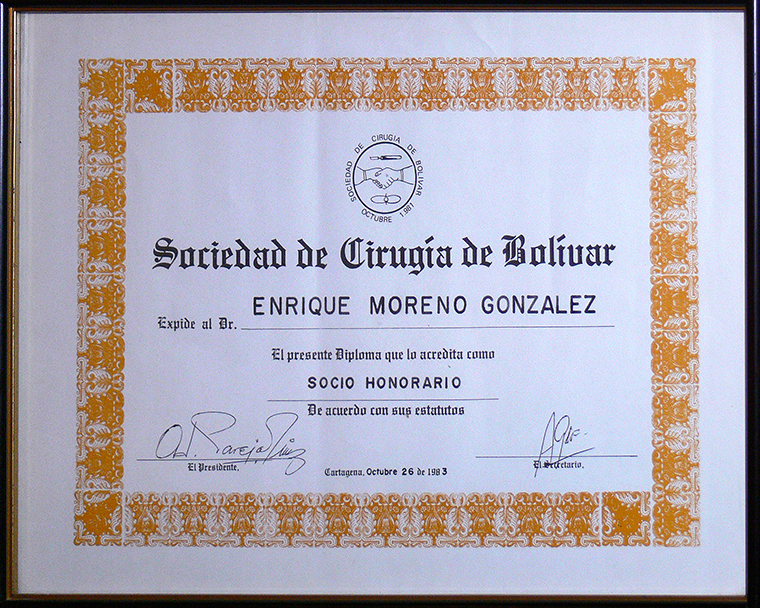 SOCIEDAD DE CIRUGIA DE BOLIVAR
OCTUBRE 1.981
Sociedad de Cirugía de Bolívar
Expide al Dr. ENRIQUE MORENO GONZALEZ
El presente Diploma que lo acredita como
SOCIO HONORARIO
De acuerdo con sus estatutos
El Presidente,
Cartagena, Octubre 26 de 1983
El Secretario,